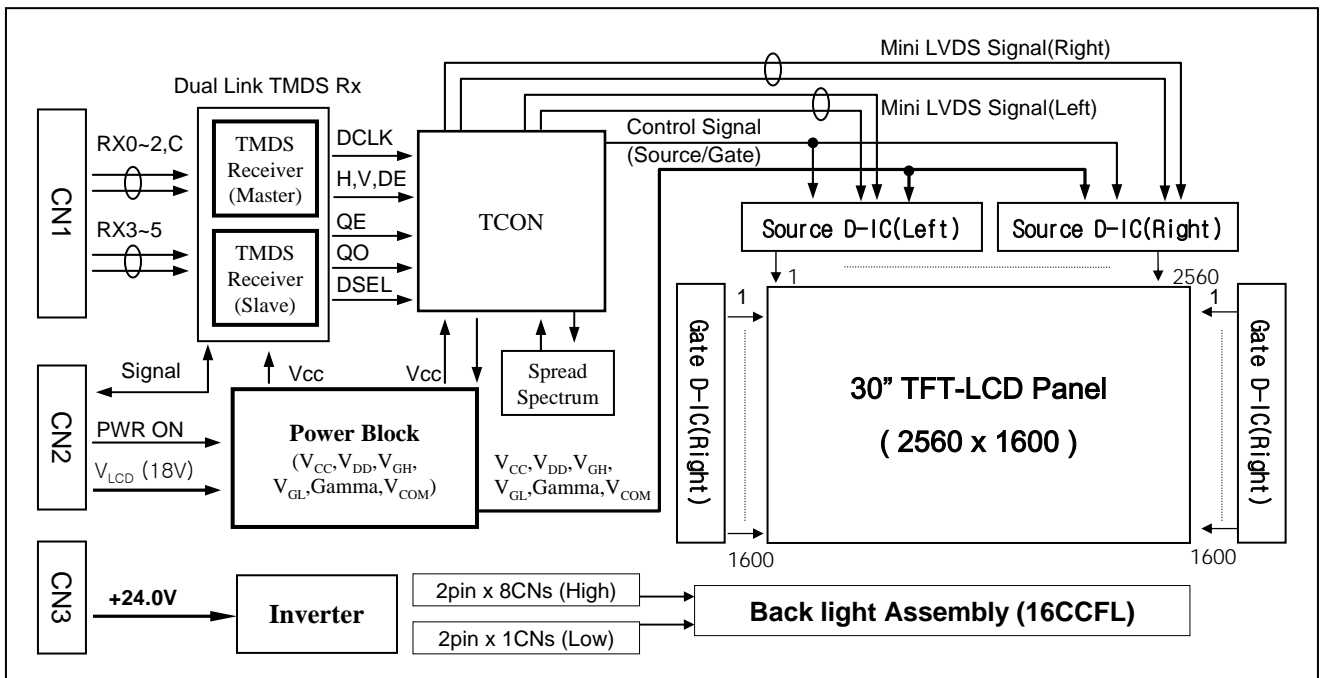 Mini LVDS Signal(Right)
Dual Link TMDS Rx
Mini LVDS Signal(Left)
CN1
RX0~2,C
RX3~5
TMDS
Receiver
(Master)
TMDS
Receiver
(Slave)
DCLK
H,V,DE
QE
QO
DSEL
TCON
Control Signal
(Source/Gate)
Source D-IC(Left)
Source D-IC(Right)
1
2560
1
1
Gate D-IC(Right)
30” TFT-LCD Panel
( 2560 x 1600 )
Gate D-IC(Right)
1600
1600
CN2
Signal
PWR ON
VLCD (18V)
Vcc
Vcc
Spread
Spectrum
Power Block
(VCC,VDD,VGH,
VGL,Gamma,VCOM)
VCC,VDD,VGH,
VGL,Gamma,VCOM
CN3
+24.0V
Inverter
2pin x 8CNs (High)
2pin x 1CNs (Low)
Back light Assembly (16CCFL)